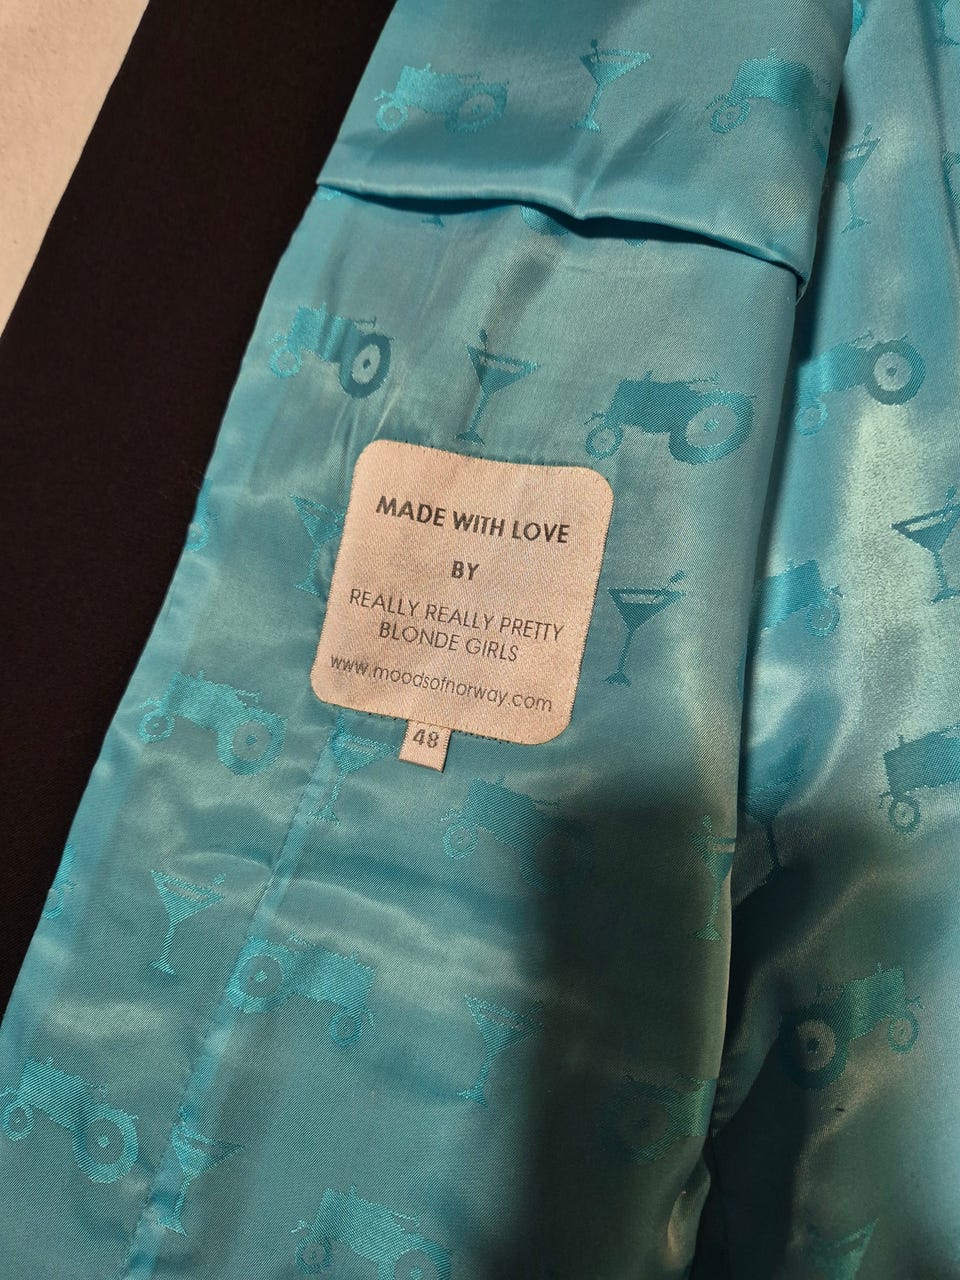 MADE WITH LOVE
BY
REALLY REALLY PRETTY
BLONDE GIRLS
www.moodsofnorway.com
48